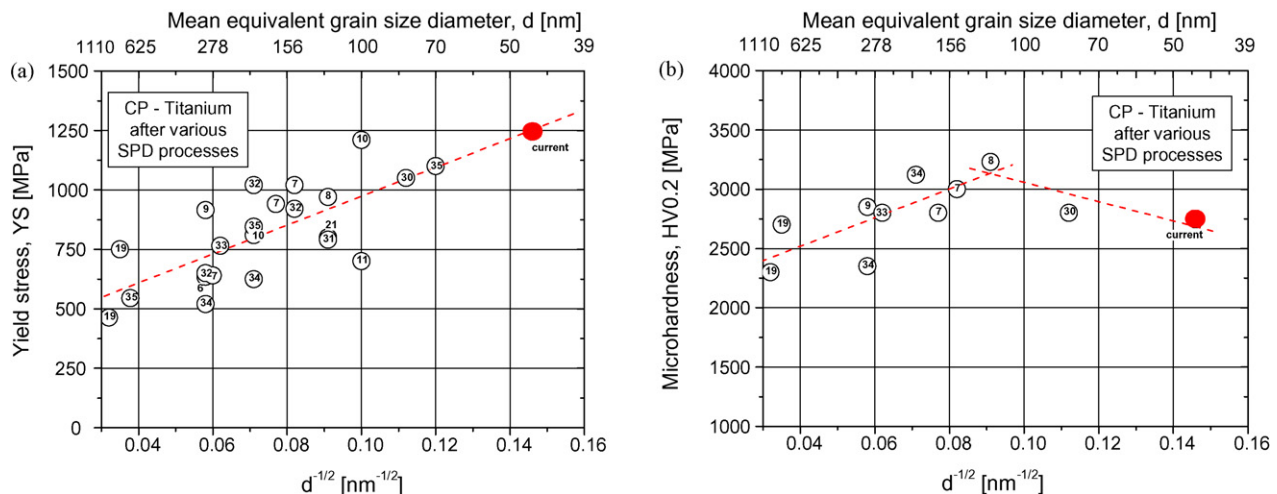 Mean equivalent grain size diameter, d [nm]
1110 625 278 156 100 70 50 39
(a)
1500
1250
1000
750
500
250
0
Yield stress, YS [MPa]
CP - Titanium
after various
SPD processes
10
current
35
30
32
7
8
7
32
9
21
31
35
10
33
19
11
32
7
6
34
35
34
19
0.04 0.06 0.08 0.10 0.12 0.14 0.16
d-1/2 [nm-1/2]
Mean equivalent grain size diameter, d [nm]
1110 625 278 156 100 70 50 39
(b)
4000
3500
3000
2500
2000
1500
1000
Microhardness, HV0.2 [MPa]
CP - Titanium
after various
SPD processes
8
34
7
9
33
7
30
19
current
34
19
0.04 0.06 0.08 0.10 0.12 0.14 0.16
d-1/2 [nm-1/2]